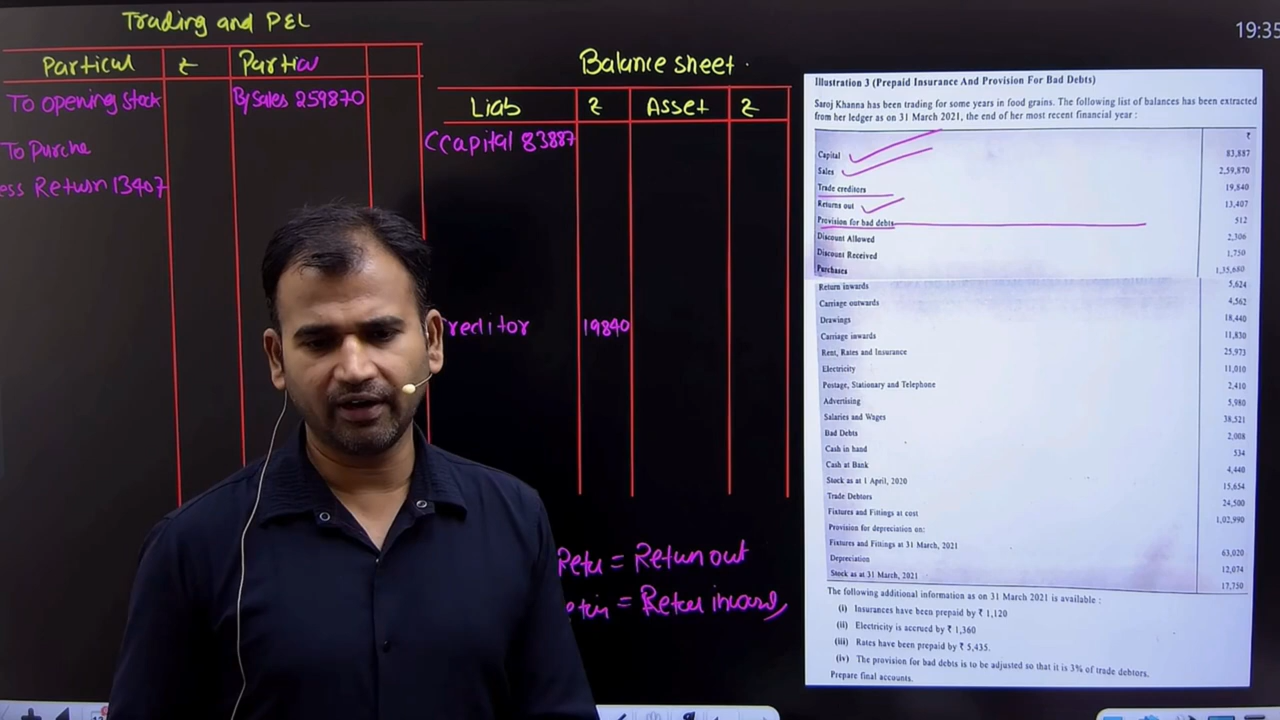 Trading and P&L
Particul ₹ Particu
To opening stock By Sales 259870
To Purche
ess Return 13407
Balance sheet
Liab ₹ Asset ₹
Capital 83887
reditor 19840
Retu = Return out
= Retur inward
19:35
Illustration 3 (Prepaid Insurance And Provision For Bad Debts)
Saroj Khanna has been trading for some years in food grains. The following list of balances has been extracted
from her ledger as on 31 March 2021, the end of her most recent financial year :
₹
Capital 83,887
Sales 2,59,870
Trade creditors 19,840
Returns out 13,407
Provision for bad debts 512
Discount Allowed 2,306
Discount Received 1,750
Purchases 1,35,680
Return inwards 5,624
Carriage outwards 4,562
Drawings 18,440
Carriage inwards 11,830
Rent, Rates and Insurance 25,973
Electricity 11,010
Postage, Stationary and Telephone 2,410
Advertising 5,980
Salaries and Wages 38,521
Bad Debts 2,008
Cash in hand 534
Cash at Bank 4,440
Stock as at 1 April, 2020 15,654
Trade Debtors 24,500
Fixtures and Fittings at cost 1,02,990
Provision for depreciation on:
Fixtures and Fittings at 31 March, 2021 63,020
Depreciation 12,074
Stock as at 31 March, 2021 17,750
The following additional information as on 31 March 2021 is available :
(i) Insurances have been prepaid by ₹ 1,120
(ii) Electricity is accrued by ₹ 1,360
(iii) Rates have been prepaid by ₹ 5,435.
(iv) The provision for bad debts is to be adjusted so that it is 3% of trade debtors.
Prepare final accounts.